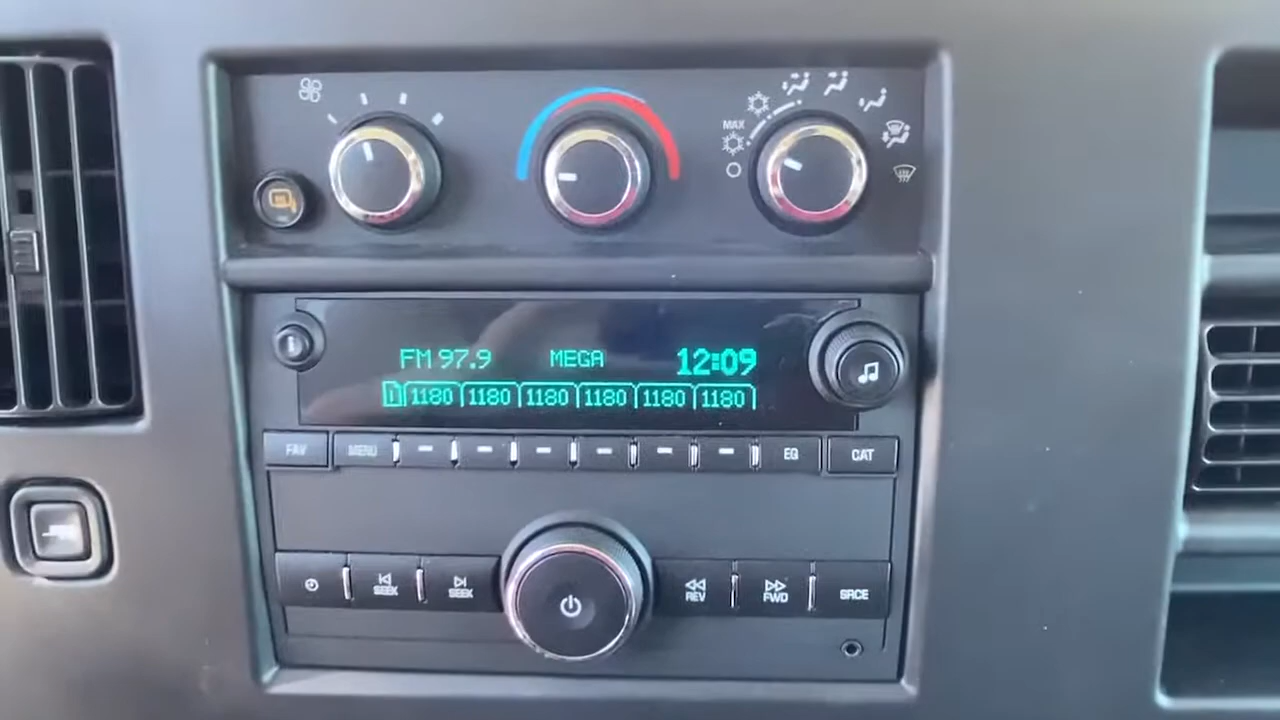 MAX
FM 97.9 MEGA 12:09
1 1180 1180 1180 1180 1180 1180
FAV MENU EQ CAT
SEEK SEEK REV FWD SRCE